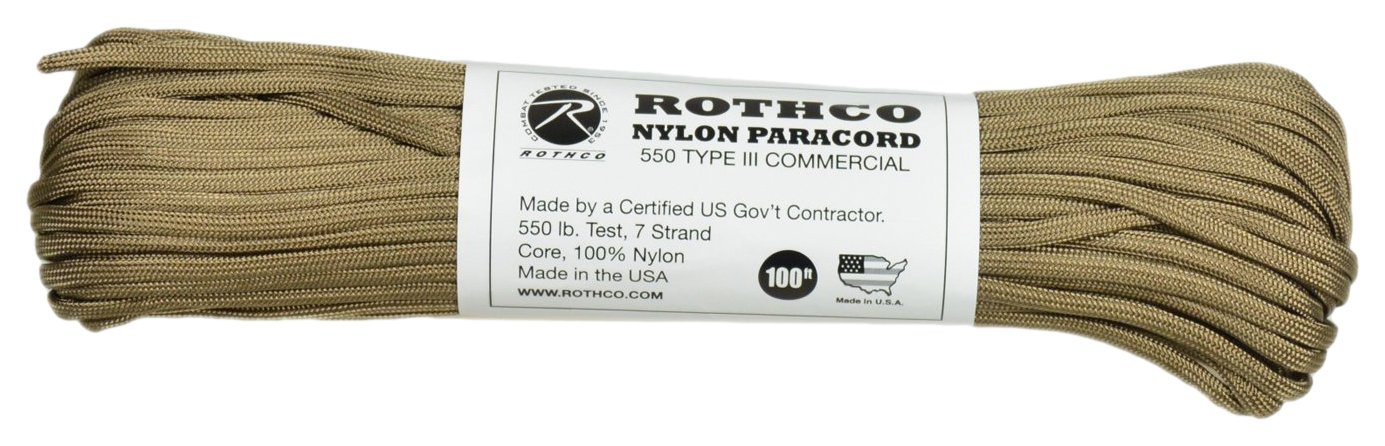 COMBAT TESTED SINCE 1953
R
ROTHCO
ROTHCO
NYLON PARACORD
550 TYPE III COMMERCIAL
Made by a Certified US Gov't Contractor.
550 lb. Test, 7 Strand
Core, 100% Nylon
Made in the USA
WWW.ROTHCO.COM
100ft
Made in U.S.A.